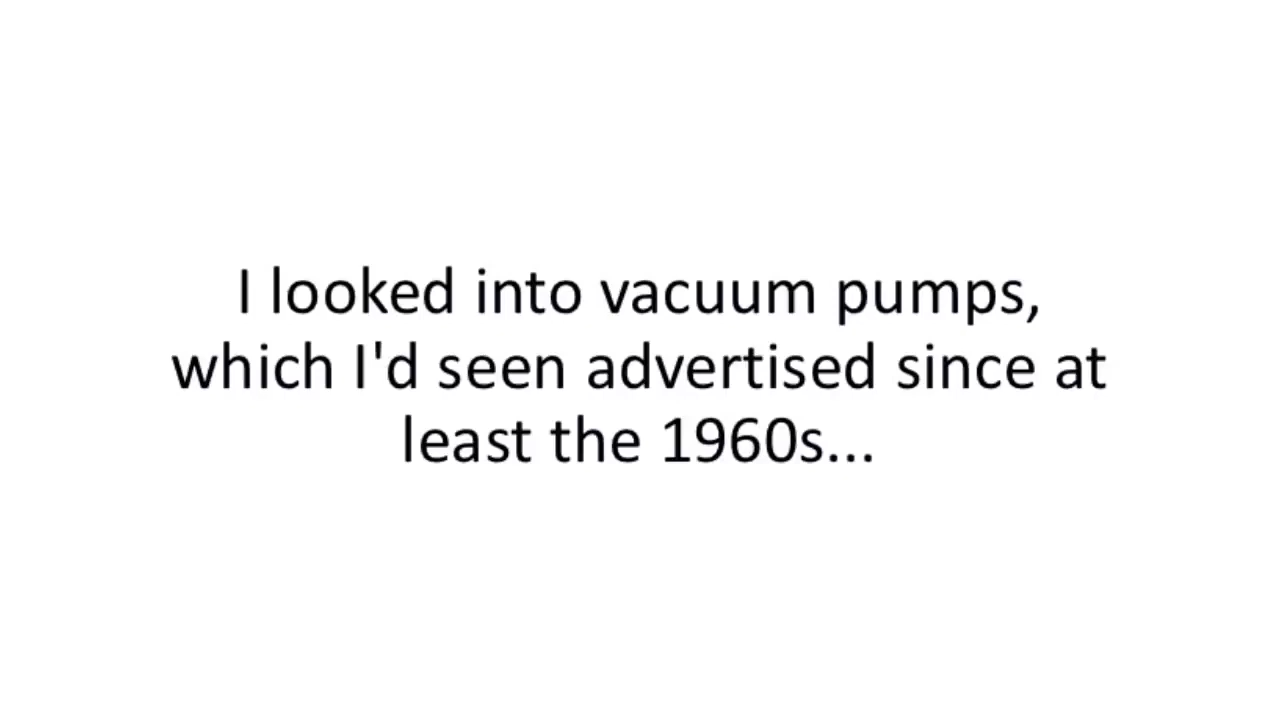 I looked into vacuum pumps,
which I'd seen advertised since at
least the 1960s...